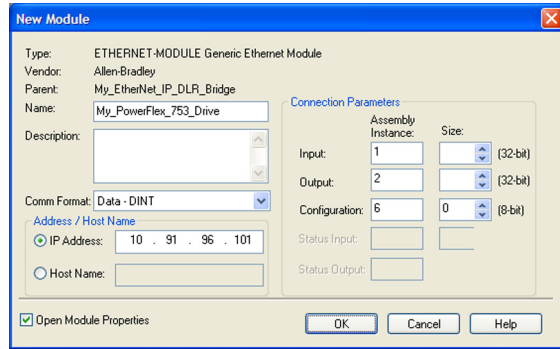 New Module
Type: ETHERNET-MODULE Generic Ethernet Module
Vendor: Allen-Bradley
Parent: My_EtherNet_IP_DLR_Bridge
Name: My_PowerFlex_753_Drive
Description:
Comm Format: Data - DINT
Address / Host Name
IP Address: 10 . 91 . 96 . 101
Host Name:
Connection Parameters
Assembly
Instance: Size:
Input: 1 (32-bit)
Output: 2 (32-bit)
Configuration: 6 0 (8-bit)
Status Input:
Status Output:
Open Module Properties
OK Cancel Help